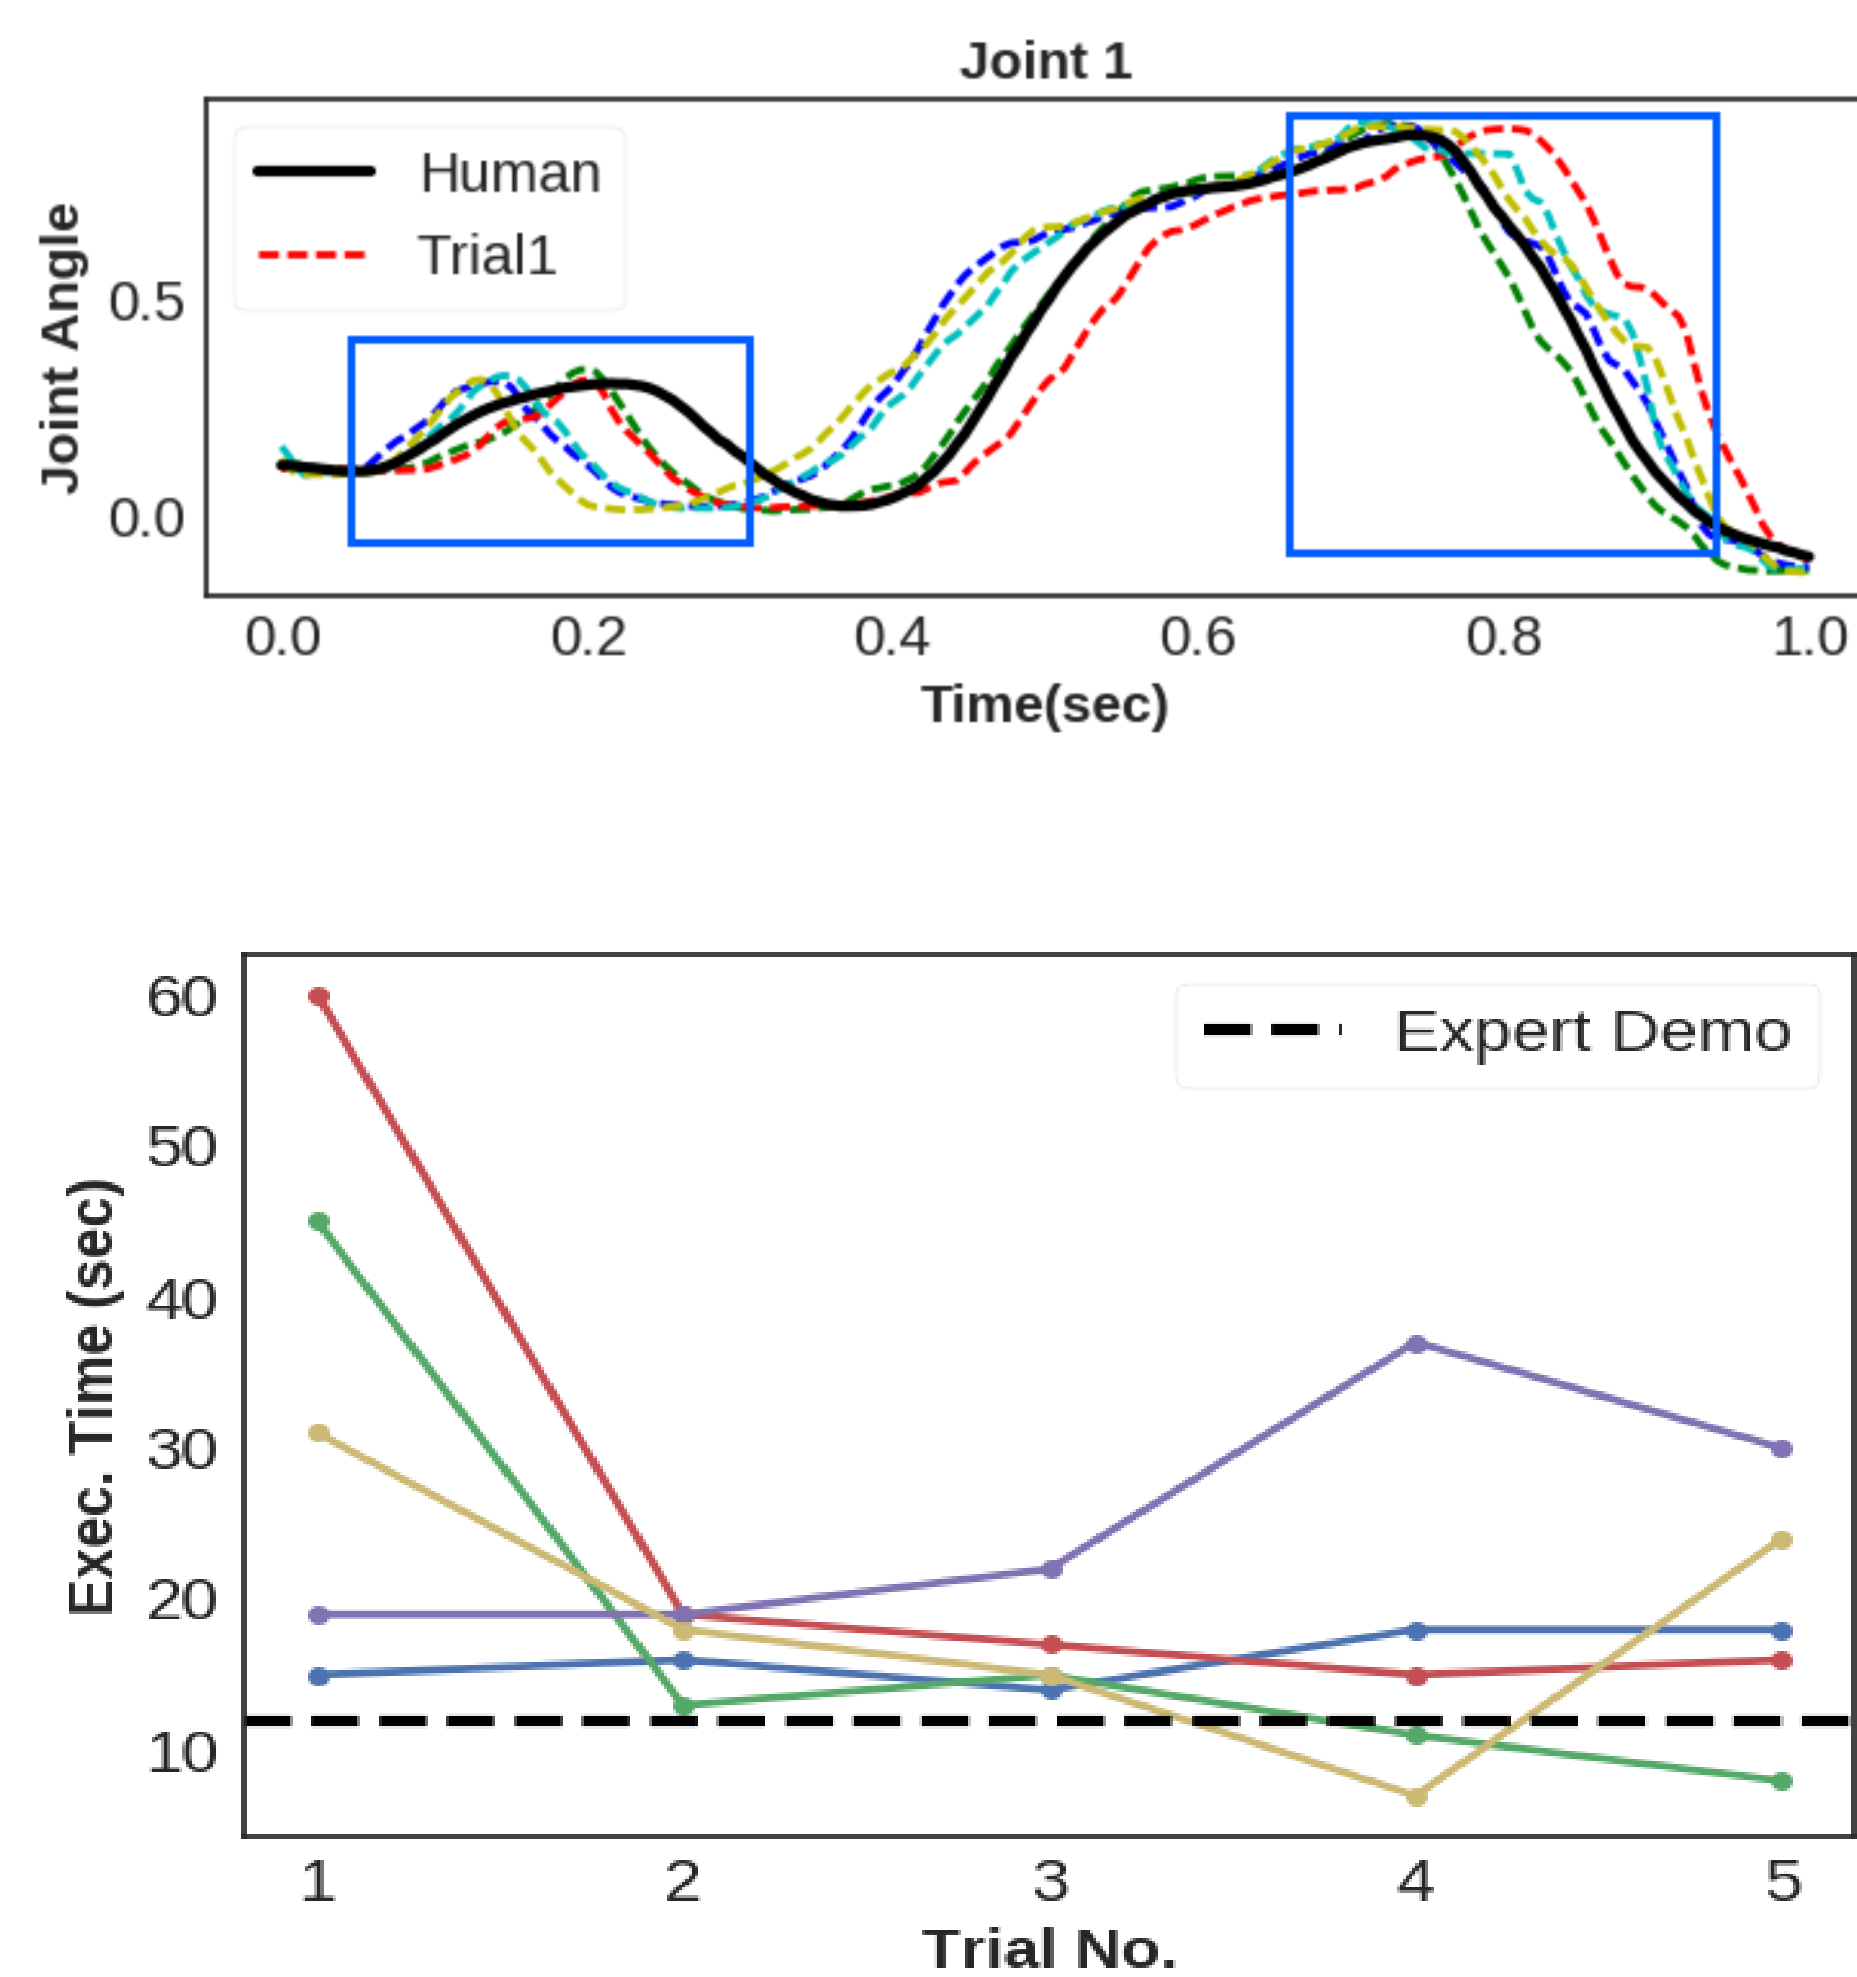 Joint 1
Human
Trial1
Joint Angle
0.5
0.0
0.0 0.2 0.4 0.6 0.8 1.0
Time(sec)
60
50
40
30
20
10
Exec. Time (sec)
Expert Demo
1 2 3 4 5
Trial No.